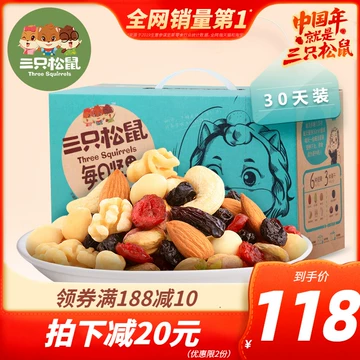 全网销量第1
中国年
就是
三只松鼠
三只松鼠
Three Squirrels
30天装
三只松鼠
Three Squirrels
每日坚果
领券满188减10
拍下减20元
(优惠限2份)
¥118